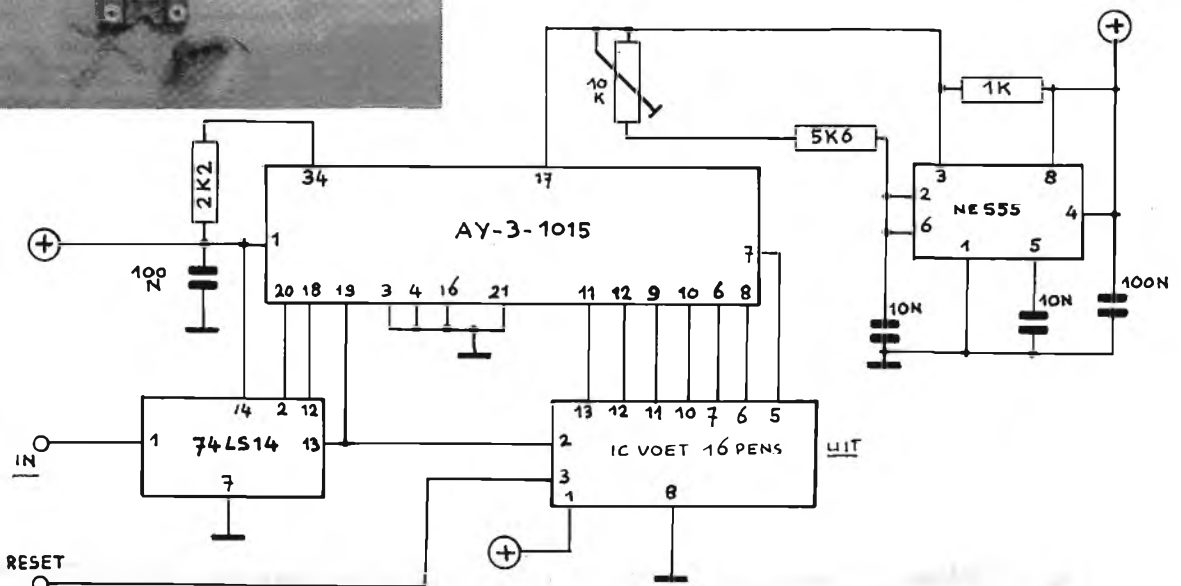 10
K
1K
5K6
2K2
34
17
3
8
AY-3-1015
NE555
2
6
4
1
7
1
5
100
N
20 18 19 3 4 16 21 11 12 9 10 6 8
10N
10N
100N
14 2 12
13 12 11 10 7 6 5
IN
1
74LS14
13
2
IC VOET 16 PENS
UIT
7
3
1
8
RESET